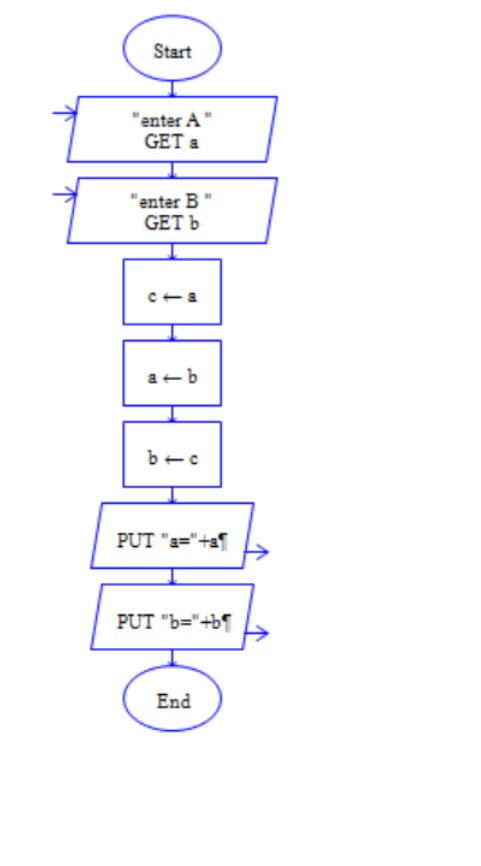 Start
"enter A "
GET a
"enter B "
GET b
c ← a
a ← b
b ← c
PUT "a="+a¶
PUT "b="+b¶
End